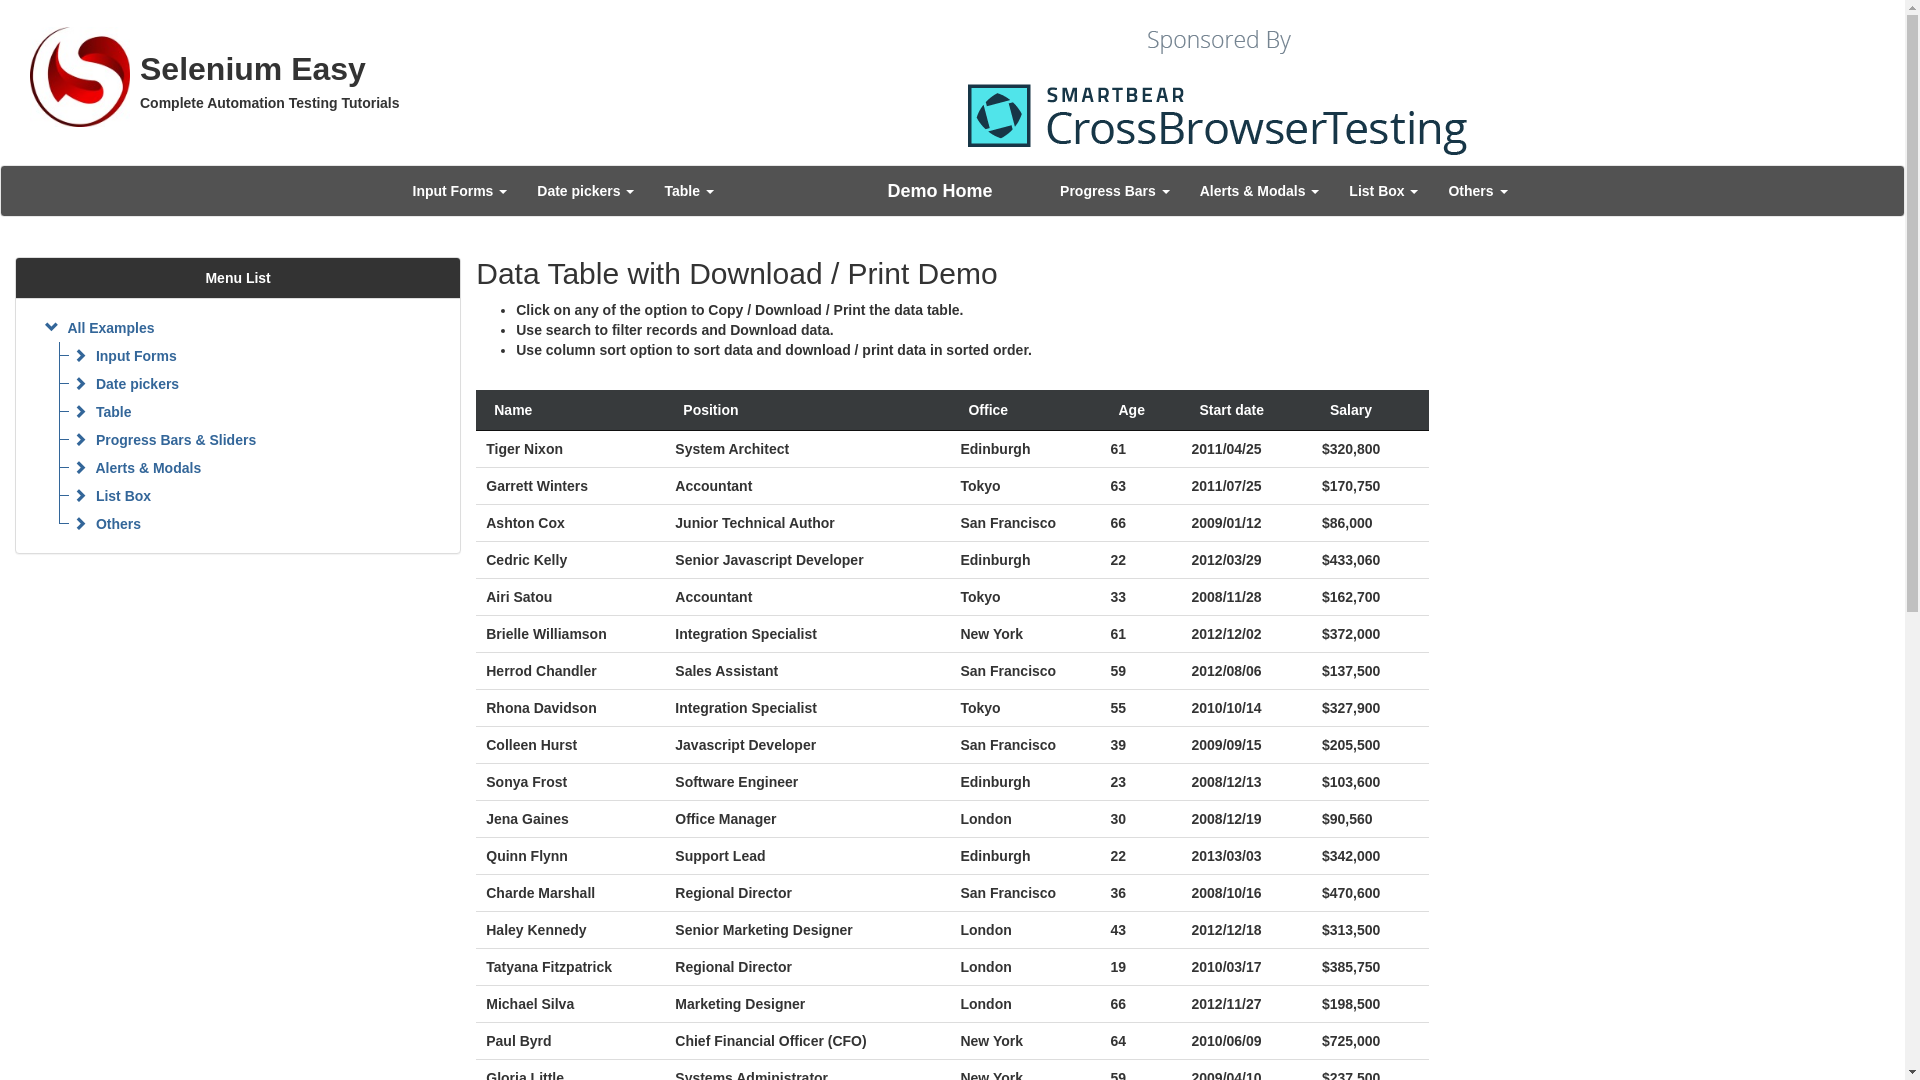 Selenium Easy
Complete Automation Testing Tutorials
Sponsored By
SMARTBEAR
CrossBrowserTesting
Input Forms Date pickers Table Demo Home Progress Bars Alerts & Modals List Box Others
Menu List
All Examples
Input Forms
Date pickers
Table
Progress Bars & Sliders
Alerts & Modals
List Box
Others
Data Table with Download / Print Demo
Click on any of the option to Copy / Download / Print the data table.
Use search to filter records and Download data.
Use column sort option to sort data and download / print data in sorted order.
Name Position Office Age Start date Salary
Tiger Nixon System Architect Edinburgh 61 2011/04/25 $320,800
Garrett Winters Accountant Tokyo 63 2011/07/25 $170,750
Ashton Cox Junior Technical Author San Francisco 66 2009/01/12 $86,000
Cedric Kelly Senior Javascript Developer Edinburgh 22 2012/03/29 $433,060
Airi Satou Accountant Tokyo 33 2008/11/28 $162,700
Brielle Williamson Integration Specialist New York 61 2012/12/02 $372,000
Herrod Chandler Sales Assistant San Francisco 59 2012/08/06 $137,500
Rhona Davidson Integration Specialist Tokyo 55 2010/10/14 $327,900
Colleen Hurst Javascript Developer San Francisco 39 2009/09/15 $205,500
Sonya Frost Software Engineer Edinburgh 23 2008/12/13 $103,600
Jena Gaines Office Manager London 30 2008/12/19 $90,560
Quinn Flynn Support Lead Edinburgh 22 2013/03/03 $342,000
Charde Marshall Regional Director San Francisco 36 2008/10/16 $470,600
Haley Kennedy Senior Marketing Designer London 43 2012/12/18 $313,500
Tatyana Fitzpatrick Regional Director London 19 2010/03/17 $385,750
Michael Silva Marketing Designer London 66 2012/11/27 $198,500
Paul Byrd Chief Financial Officer (CFO) New York 64 2010/06/09 $725,000
Gloria Little Systems Administrator New York 59 2009/04/10 $237,500